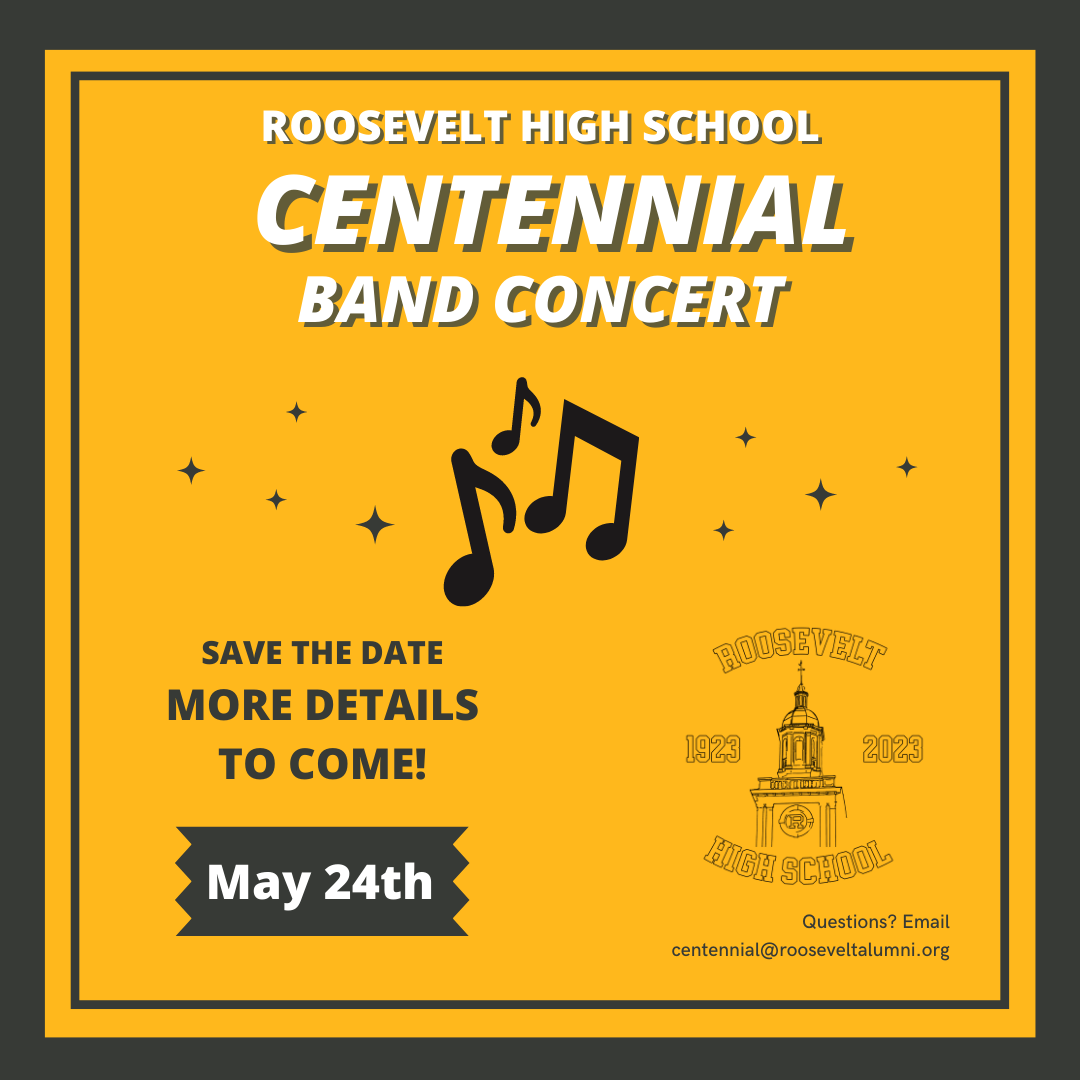 ROOSEVELT HIGH SCHOOL
CENTENNIAL
BAND CONCERT
SAVE THE DATE
MORE DETAILS
TO COME!
May 24th
ROOSEVELT
1923 2023
R
HIGH SCHOOL
Questions? Email
centennial@rooseveltalumni.org